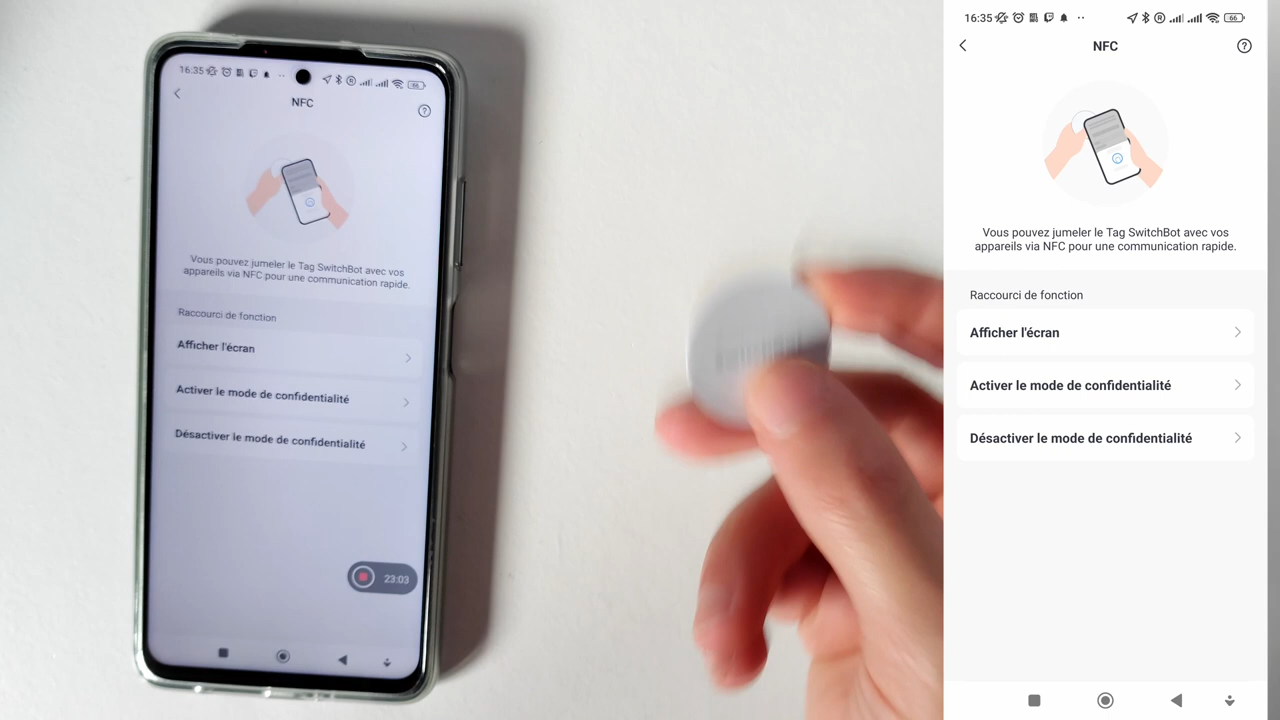 16:35
66
NFC
?
Vous pouvez jumeler le Tag SwitchBot avec vos
appareils via NFC pour une communication rapide.
Raccourci de fonction
Afficher l'écran
Activer le mode de confidentialité
Désactiver le mode de confidentialité
23:03
16:35
66
NFC
?
Vous pouvez jumeler le Tag SwitchBot avec vos
appareils via NFC pour une communication rapide.
Raccourci de fonction
Afficher l'écran
Activer le mode de confidentialité
Désactiver le mode de confidentialité